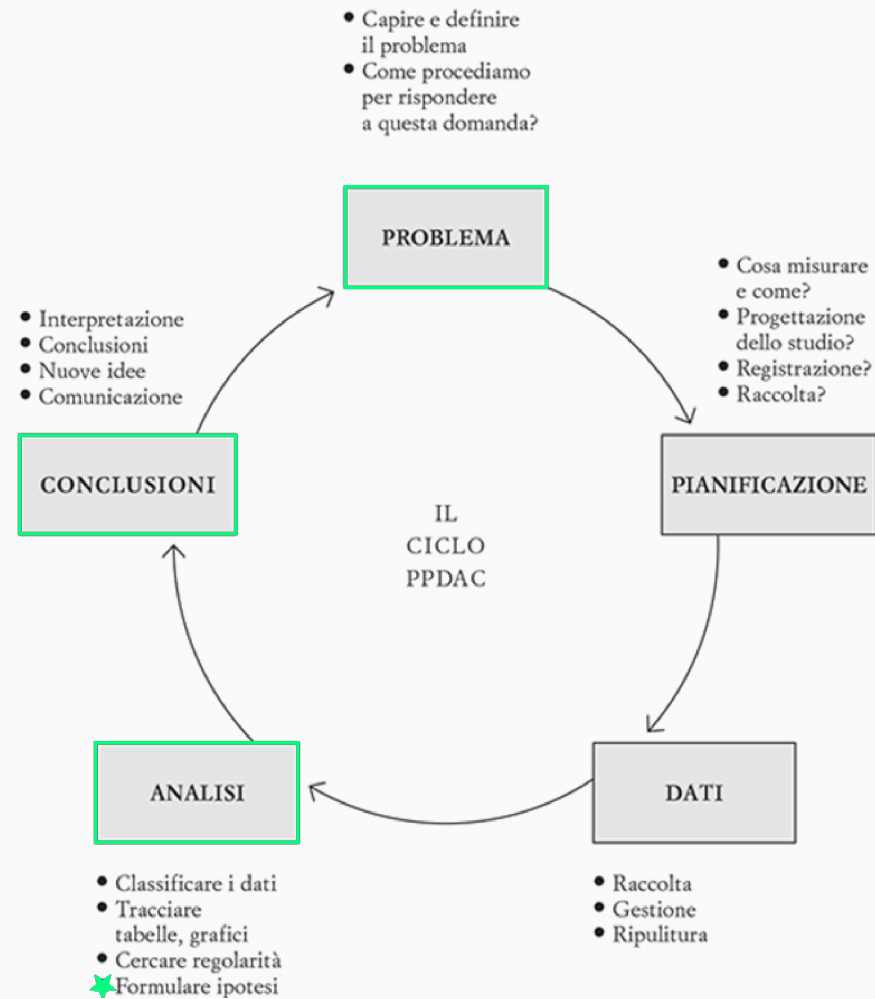 Capire e definire
il problema
Come procediamo
per rispondere
a questa domanda?
PROBLEMA
Cosa misurare
e come?
Progettazione
dello studio?
Registrazione?
Raccolta?
PIANIFICAZIONE
DATI
Raccolta
Gestione
Ripulitura
ANALISI
Classificare i dati
Tracciare
tabelle, grafici
Cercare regolarità
Formulare ipotesi
Interpretazione
Conclusioni
Nuove idee
Comunicazione
CONCLUSIONI
IL
CICLO
PPDAC